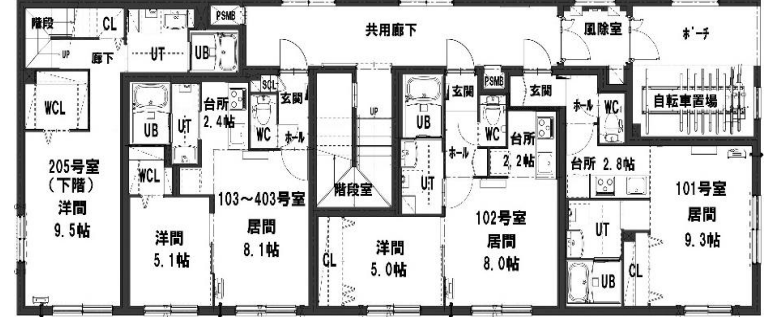 階段
CL
UP
廊下
UT
UB
PSMB
共用廊下
風除室
ポーチ
自転車置場
WCL
205号室
(下階)
洋間
9.5帖
UB
UT
台所
2.4帖
SCL
WC
玄関
ホール
WCL
洋間
5.1帖
103～403号室
居間
8.1帖
UP
階段室
UB
UT
玄関
PSMB
WC
ホール
台所
2.2帖
CL
洋間
5.0帖
102号室
居間
8.0帖
玄関
ホール
WC
台所 2.8帖
UT
UB
CL
101号室
居間
9.3帖